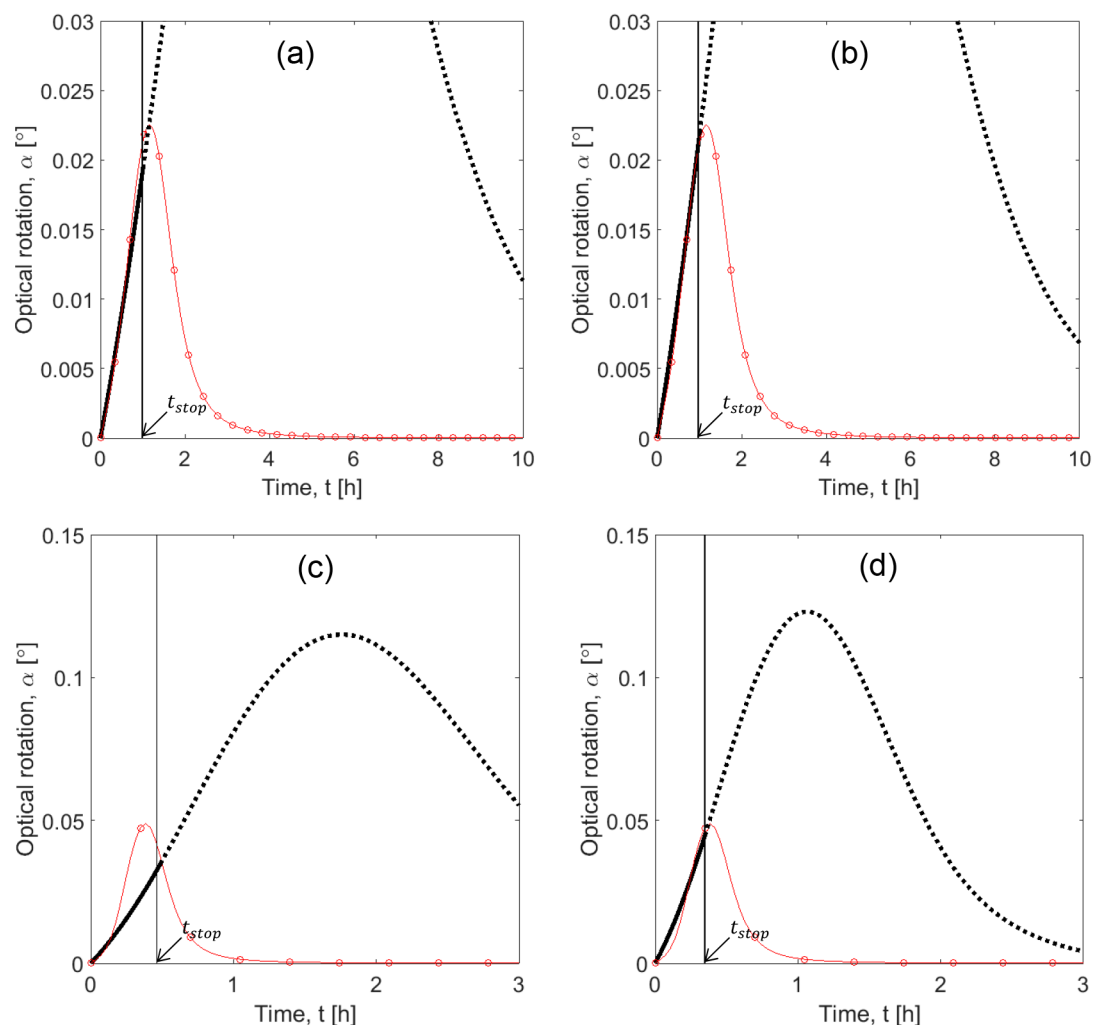 (a)
Optical rotation, α [°]
0.03
0.025
0.02
0.015
0.01
0.005
0
t_stop
0 2 4 6 8 10
Time, t [h]
(b)
Optical rotation, α [°]
0.03
0.025
0.02
0.015
0.01
0.005
0
t_stop
0 2 4 6 8 10
Time, t [h]
(c)
Optical rotation, α [°]
0.15
0.1
0.05
0
t_stop
0 1 2 3
Time, t [h]
(d)
Optical rotation, α [°]
0.15
0.1
0.05
0
t_stop
0 1 2 3
Time, t [h]